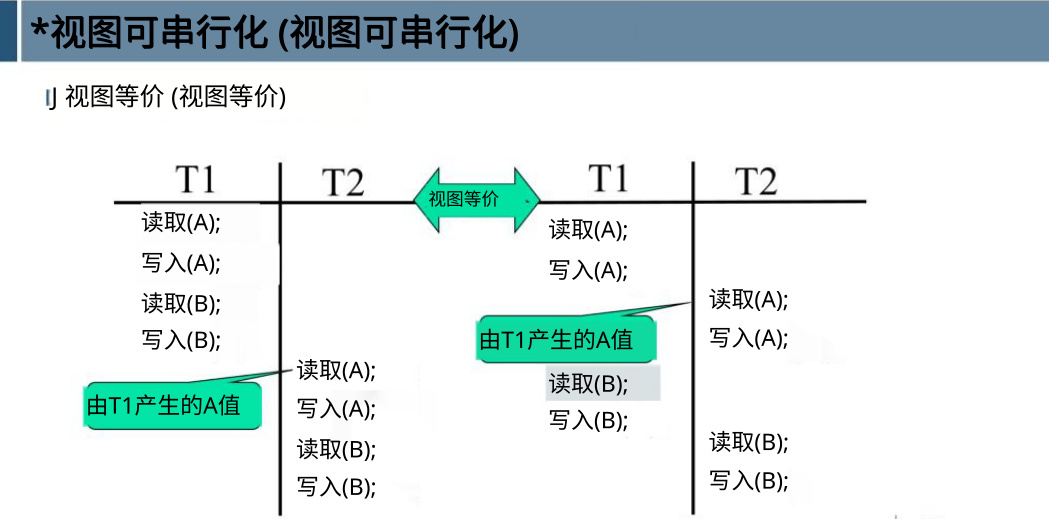 *视图可串行化 (视图可串行化)
J 视图等价 (视图等价)
T1
T2
视图等价
T1
T2
读取(A);
写入(A);
读取(B);
写入(B);
由T1产生的A值
读取(A);
写入(A);
读取(B);
写入(B);
读取(A);
写入(A);
由T1产生的A值
读取(B);
写入(B);
读取(A);
写入(A);
读取(B);
写入(B);